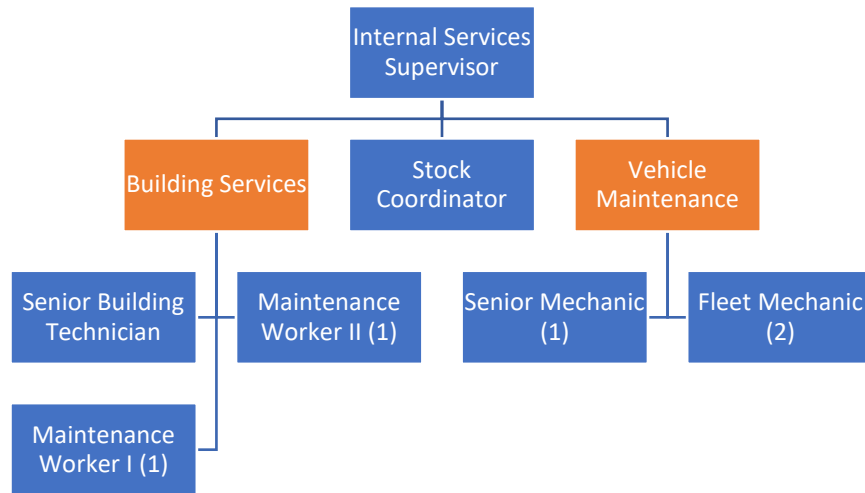 Internal Services
Supervisor
Building Services
Stock
Coordinator
Vehicle
Maintenance
Senior Building
Technician
Maintenance
Worker II (1)
Senior Mechanic
(1)
Fleet Mechanic
(2)
Maintenance
Worker I (1)